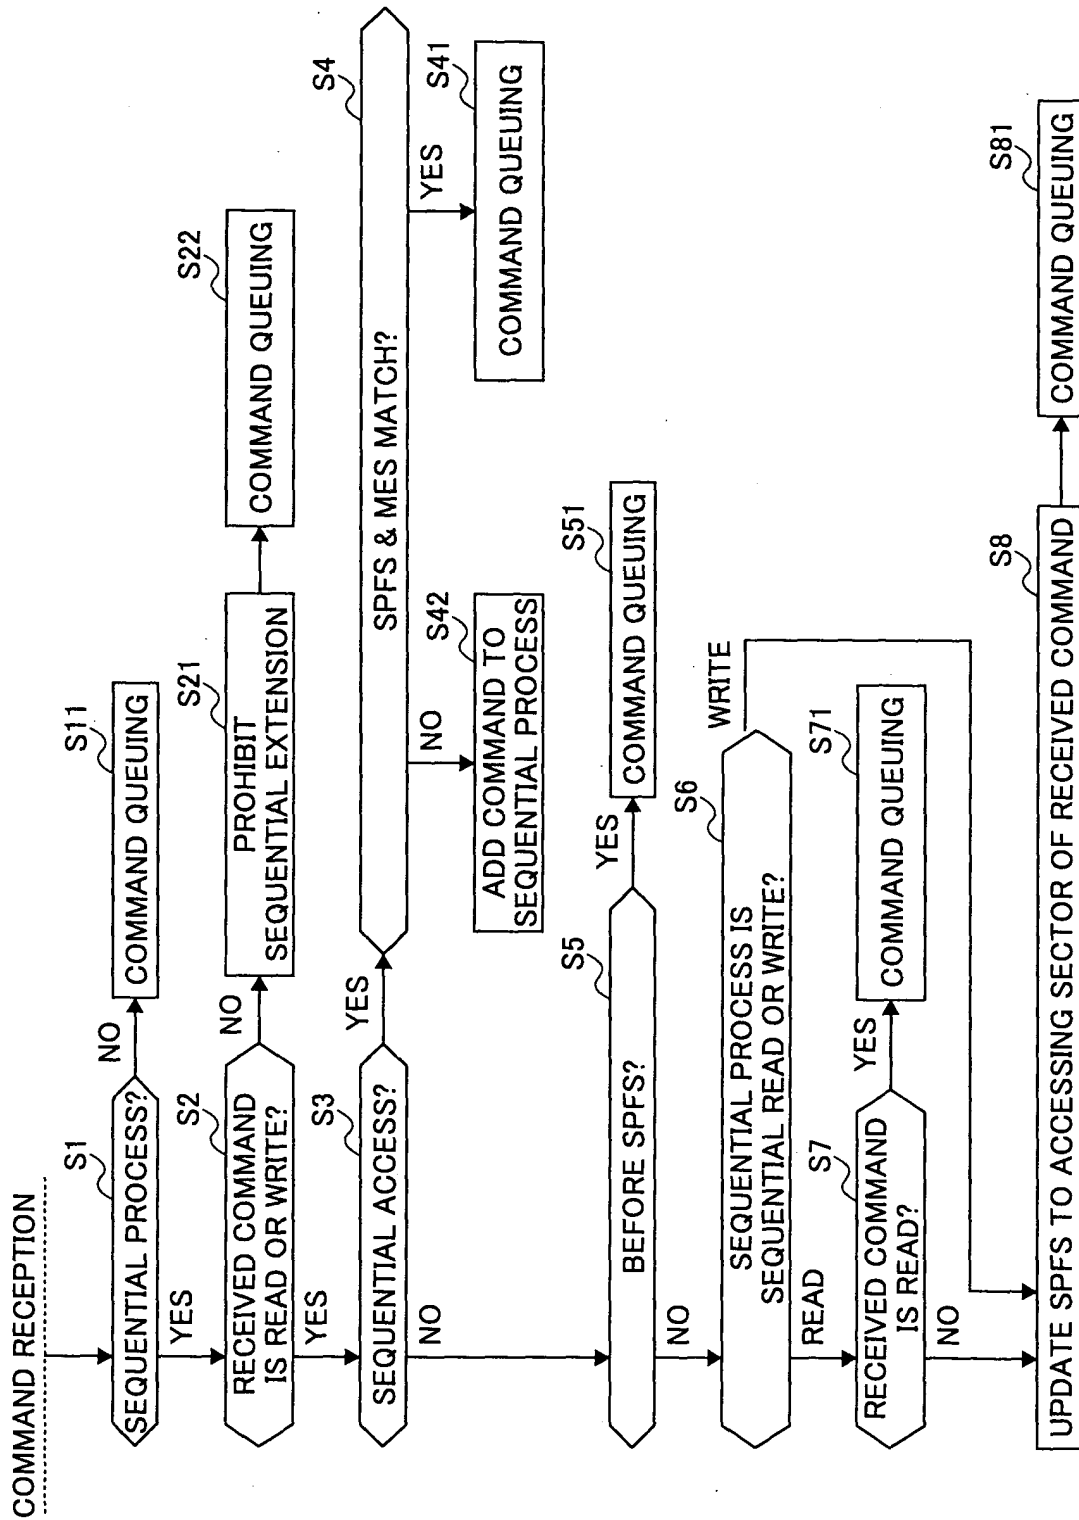 COMMAND RECEPTION
S1
SEQUENTIAL PROCESS?
NO
S11
COMMAND QUEUING
YES
S2
RECEIVED COMMAND
IS READ OR WRITE?
NO
S21
PROHIBIT
SEQUENTIAL EXTENSION
S22
COMMAND QUEUING
YES
S3
SEQUENTIAL ACCESS?
YES
S4
SPFS & MES MATCH?
NO
S42
ADD COMMAND TO
SEQUENTIAL PROCESS
YES
S41
COMMAND QUEUING
NO
S5
BEFORE SPFS?
YES
S51
COMMAND QUEUING
NO
S6
SEQUENTIAL PROCESS IS
SEQUENTIAL READ OR WRITE?
WRITE
READ
S7
RECEIVED COMMAND
IS READ?
YES
S71
COMMAND QUEUING
NO
S8
UPDATE SPFS TO ACCESSING SECTOR OF RECEIVED COMMAND
S81
COMMAND QUEUING